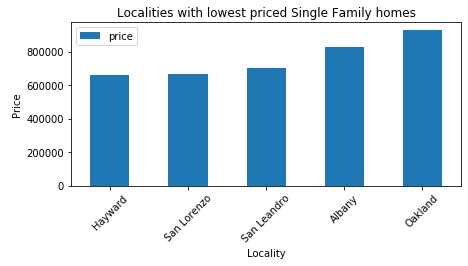 Localities with lowest priced Single Family homes
price
Price
800000
600000
400000
200000
0
Hayward
San Lorenzo
San Leandro
Albany
Oakland
Locality